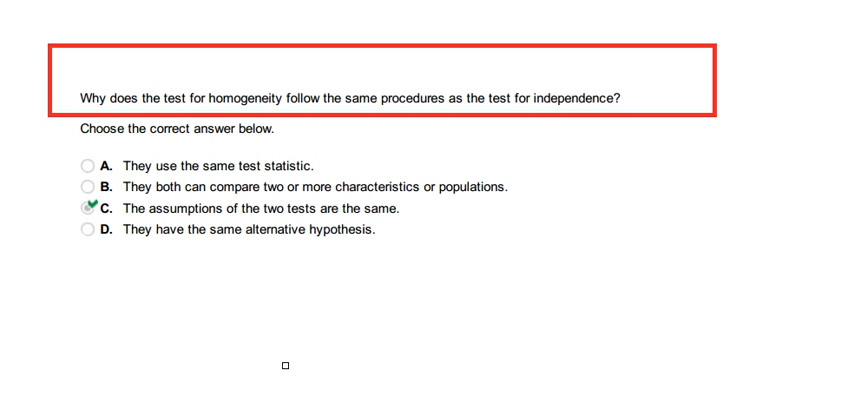 Why does the test for homogeneity follow the same procedures as the test for independence?
Choose the correct answer below.
A. They use the same test statistic.
B. They both can compare two or more characteristics or populations.
C. The assumptions of the two tests are the same.
D. They have the same alternative hypothesis.